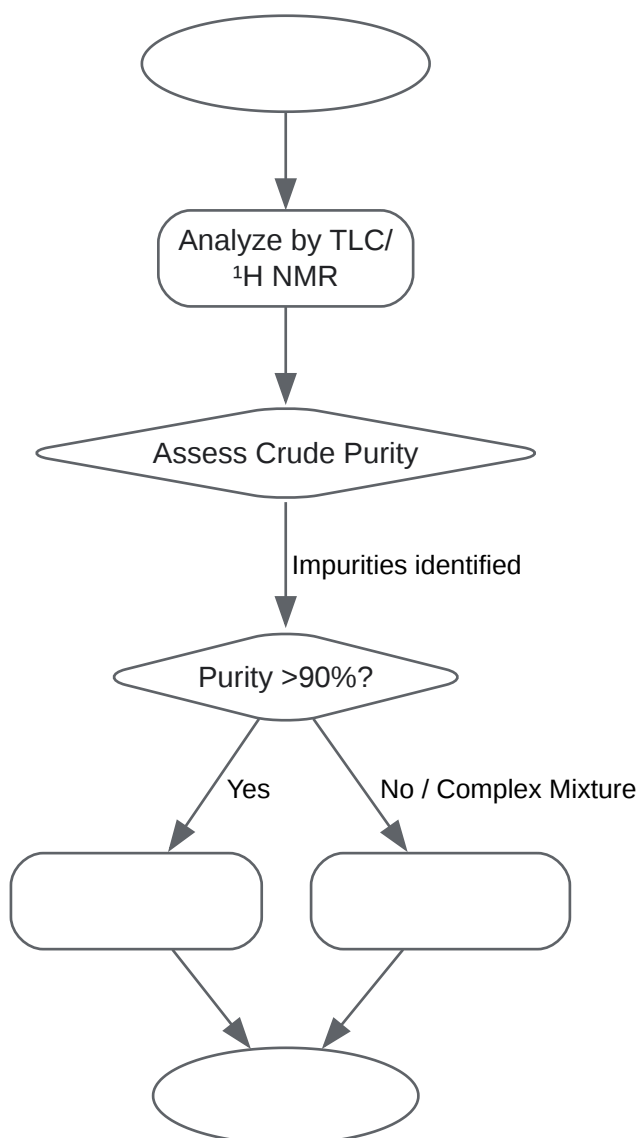 Analyze by TLC/
¹H NMR
Assess Crude Purity
Impurities identified
Purity >90%?
Yes
No / Complex Mixture